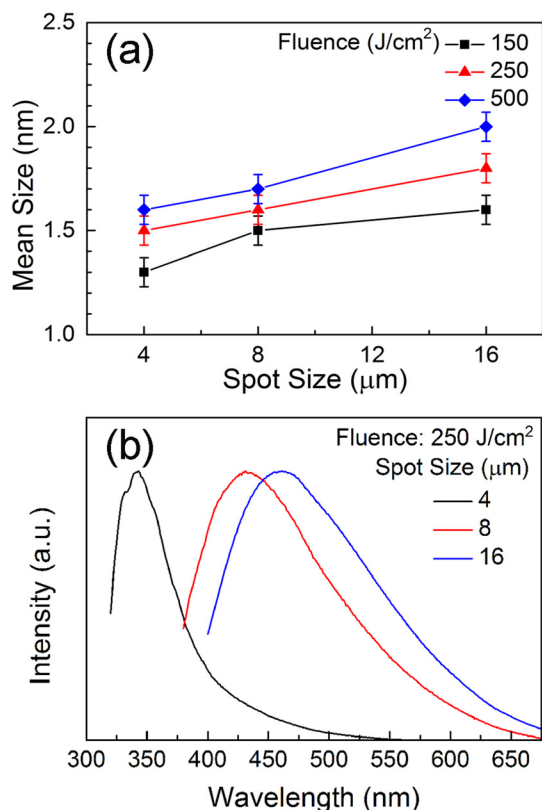 (a)
Fluence (J/cm²)
150
250
500
Mean Size (nm)
2.5
2.0
1.5
1.0
4
8
12
16
Spot Size (μm)
(b)
Fluence: 250 J/cm²
Spot Size (μm)
4
8
16
Intensity (a.u.)
300 350 400 450 500 550 600 650
Wavelength (nm)